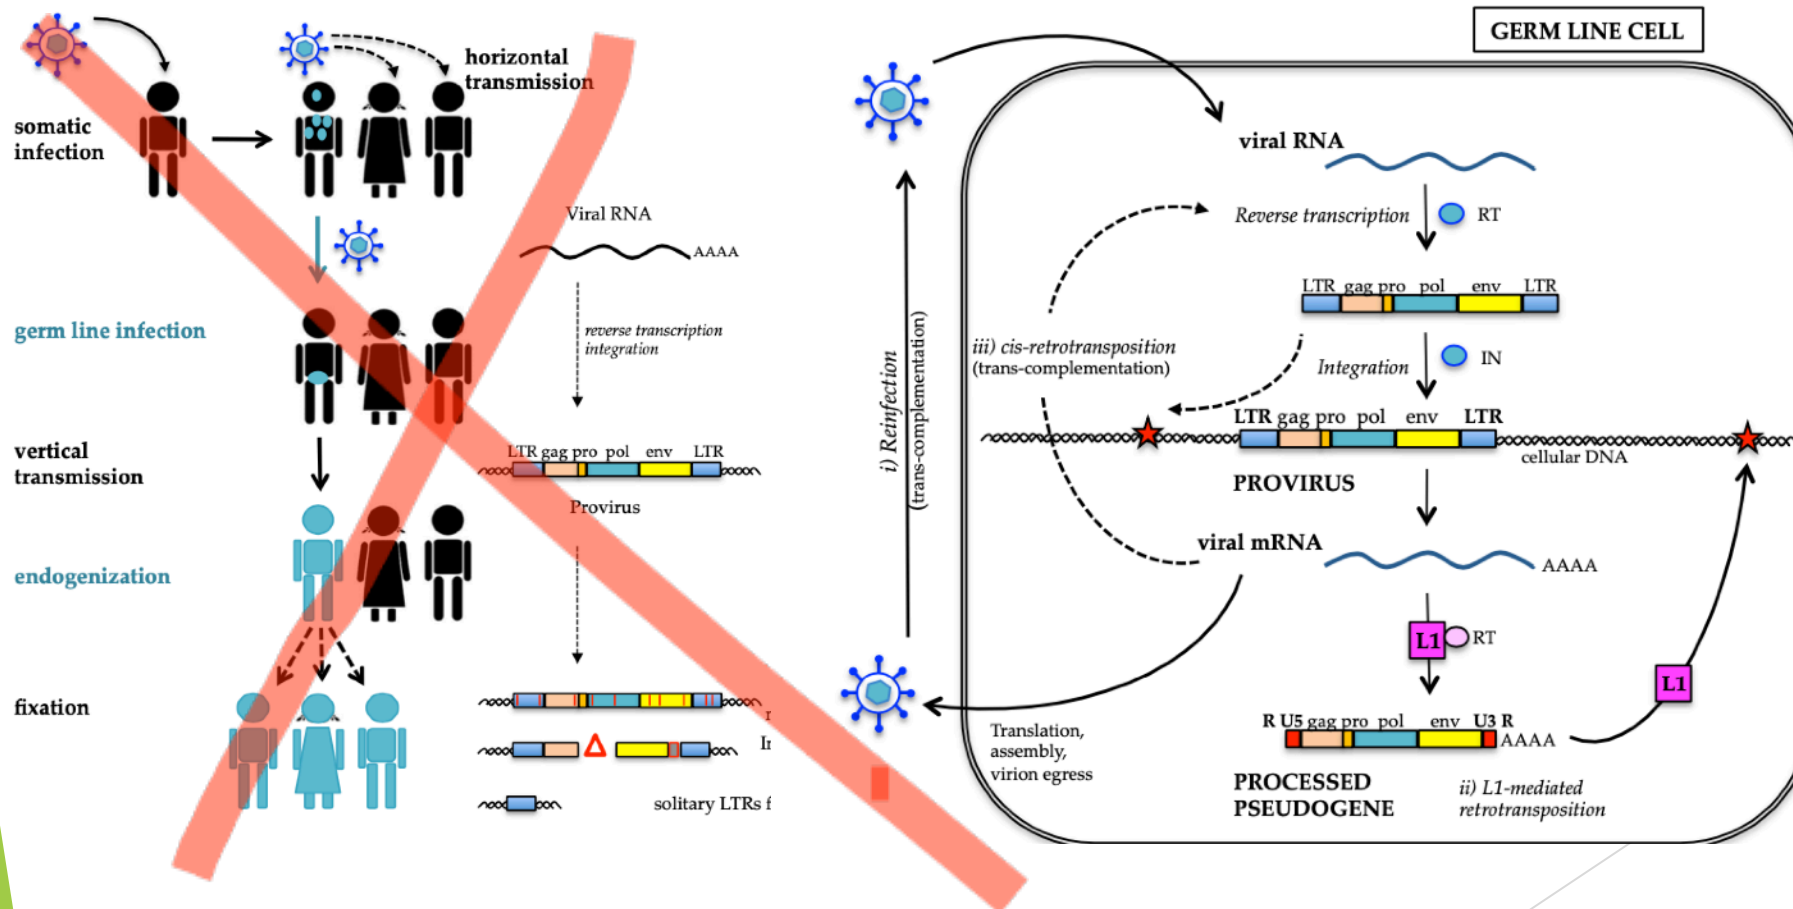 horizontal
transmission
somatic
infection
Viral RNA
AAAA
germ line infection
reverse transcription
integration
vertical
transmission
LTR gag pro pol env LTR
Provirus
endogenization
fixation
solitary LTRs f
GERM LINE CELL
viral RNA
Reverse transcription
RT
LTR gag pro pol env LTR
i) Reinfection
(trans-complementation)
iii) cis-retrotransposition
(trans-complementation)
Integration
IN
LTR gag pro pol env LTR
cellular DNA
PROVIRUS
viral mRNA
AAAA
L1
RT
L1
R U5 gag pro pol env U3 R
AAAA
Translation,
assembly,
virion egress
PROCESSED
PSEUDOGENE
ii) L1-mediated
retrotransposition